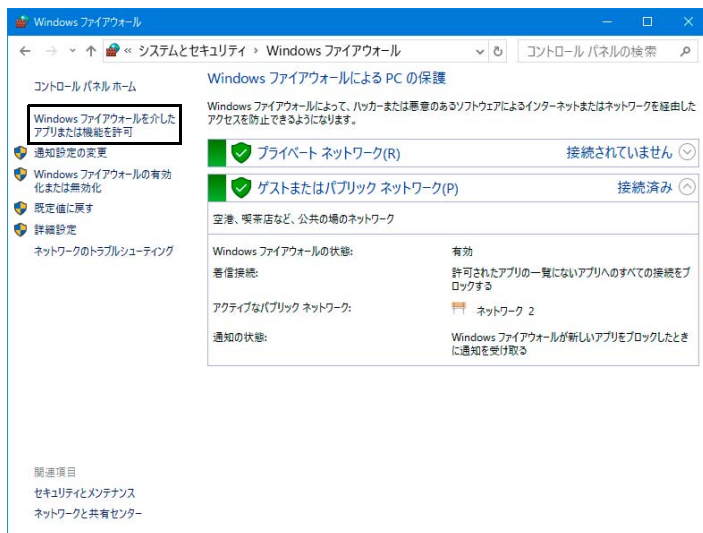 Windows ファイアウォール
« システムとセキュリティ › Windows ファイアウォール
コントロール パネルの検索
コントロール パネル ホーム
Windows ファイアウォールを介した
アプリまたは機能を許可
通知設定の変更
Windows ファイアウォールの有効
化または無効化
既定値に戻す
詳細設定
ネットワークのトラブルシューティング
Windows ファイアウォールによる PC の保護
Windows ファイアウォールによって、ハッカーまたは悪意のあるソフトウェアによるインターネットまたはネットワークを経由した
アクセスを防止できるようになります。
プライベート ネットワーク(R) 接続されていません
ゲストまたはパブリック ネットワーク(P) 接続済み
空港、喫茶店など、公共の場のネットワーク
Windows ファイアウォールの状態: 有効
着信接続: 許可されたアプリの一覧にないアプリへのすべての接続をブ
ロックする
アクティブなパブリック ネットワーク: ネットワーク 2
通知の状態: Windows ファイアウォールが新しいアプリをブロックしたとき
に通知を受け取る
関連項目
セキュリティとメンテナンス
ネットワークと共有センター